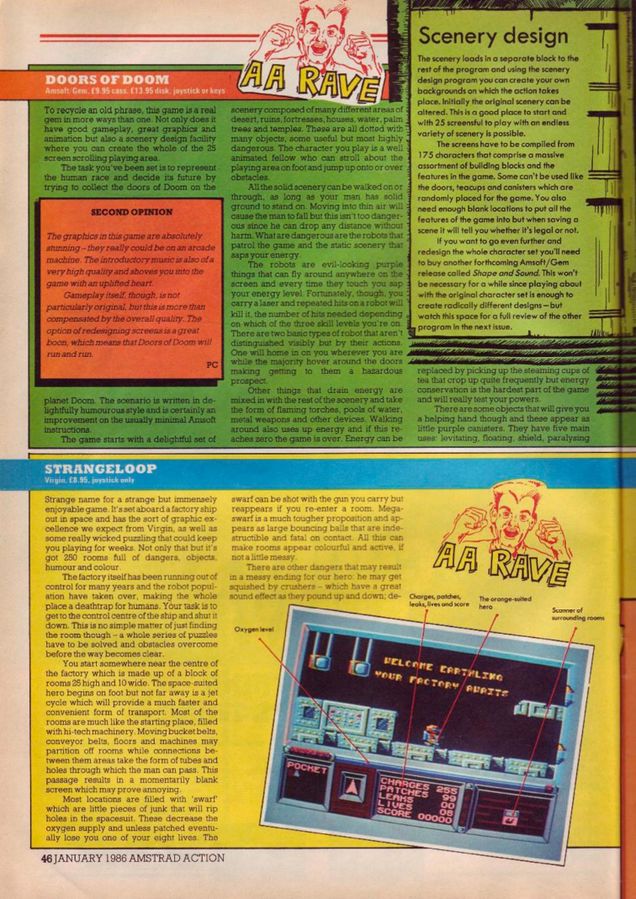 DOORS OF DOOM
Amsoft Gem, £9.95 cass, £13.95 disk, joystick or keys
AA RAVE
To recycle an old phrase, this game is a real
gem in more ways than one. Not only does it
have good gameplay, great graphics and
animation but also a scenery design facility
where you can create the whole of the 25
screen scrolling playing area.
The task you've been set is to represent
the human race and decide its future by
trying to collect the doors of Doom on the
SECOND OPINION
The graphics in this game are absolutely
stunning – they really could be on an arcade
machine. The introductory music is also of a
very high quality and shoves you into the
game with an uplifted heart.
Gameplay itself, though, is not
particularly original, but this is more than
compensated by the overall quality. The
option of redesigning screens is a great
boon, which means that Doors of Doom will
run and run.
PC
planet Doom. The scenario is written in de-
lightfully humourous style and is certainly an
improvement on the usually minimal Amsoft
instructions.
The game starts with a delightful set of
scenery composed of many different areas of
desert, ruins, fortresses, houses, water, palm
trees and temples. These are all dotted with
many objects, some useful but most highly
dangerous. The character you play is a well
animated fellow who can stroll about the
playing area on foot and jump up onto or over
obstacles.
All the solid scenery can be walked on or
through, as long as your man has solid
ground to stand on. Moving into thin air will
cause the man to fall but this isn't too danger-
ous since he can drop any distance without
harm. What are dangerous are the robots that
patrol the game and the static scenery that
saps your energy.
The robots are evil-looking purple
things that can fly around anywhere on the
screen and every time they touch you sap
your energy level. Fortunately, though, you
carry a laser and repeated hits on a robot will
kill it, the number of hits needed depending
on which of the three skill levels you're on.
There are two basic types of robot that aren't
distinguished visibly but by their actions.
One will home in on you wherever you are
while the majority hover around the doors
making getting to them a hazardous
prospect.
Other things that drain energy are
mixed in with the rest of the scenery and take
the form of flaming torches, pools of water,
metal weapons and other devices. Walking
around also uses up energy and if this re-
aches zero the game is over. Energy can be
Scenery design
The scenery loads in a separate block to the
rest of the program and using the scenery
design program you can create your own
backgrounds on which the action takes
place. Initially the original scenery can be
altered. This is a good place to start and
with 25 screensful to play with an endless
variety of scenery is possible.
The screens have to be compiled from
175 characters that comprise a massive
assortment of building blocks and the
features in the game. Some can't be used like
the doors, teacups and canisters which are
randomly placed for the game. You also
need enough blank locations to put all the
features of the game into but when saving a
scene it will tell you whether it's legal or not.
If you want to go even further and
redesign the whole character set you'll need
to buy another forthcoming Amsoft/Gem
release called Shape and Sound. This won't
be necessary for a while since playing about
with the original character set is enough to
create radically different designs – but
watch this space for a full review of the other
program in the next issue.
replaced by picking up the steaming cups of
tea that crop up quite frequently but energy
conservation is the hardest part of the game
and will really test your powers.
There are some objects that will give you
a helping hand though and these appear as
little purple canisters. They have five main
uses: levitating, floating, shield, paralysing
STRANGELOOP
Virgin, £8.95, joystick only
Strange name for a strange but immensely
enjoyable game. It's set aboard a factory ship
out in space and has the sort of graphic ex-
cellence we expect from Virgin, as well as
some really wicked puzzling that could keep
you playing for weeks. Not only that but it's
got 250 rooms full of dangers, objects,
humour and colour.
The factory itself has been running out of
control for many years and the robot popul-
ation have taken over, making the whole
place a deathtrap for humans. Your task is to
get to the control centre of the ship and shut it
down. This is no simple matter of just finding
the room though – a whole series of puzzles
have to be solved and obstacles overcome
before the way becomes clear.
You start somewhere near the centre of
the factory which is made up of a block of
rooms 25 high and 10 wide. The space-suited
hero begins on foot but not far away is a jet
cycle which will provide a much faster and
convenient form of transport. Most of the
rooms are much like the starting place, filled
with hi-tech machinery. Moving bucket belts,
conveyor belts, floors and machines may
partition off rooms while connections be-
tween them areas take the form of tubes and
holes through which the man can pass. This
passage results in a momentarily blank
screen which may prove annoying.
Most locations are filled with 'swarf'
which are little pieces of junk that will rip
holes in the spacesuit. These decrease the
oxygen supply and unless patched eventu-
ally lose you one of your eight lives. The
swarf can be shot with the gun you carry but
reappears if you re-enter a room. Mega-
swarf is a much tougher proposition and ap-
pears as large bouncing balls that are inde-
structible and fatal on contact. All this can
make rooms appear colourful and active, if
not a little messy.
There are other dangers that may result
in a messy ending for our hero: he may get
squished by crushers – which have a great
sound effect as they pound up and down; de-
AA RAVE
Oxygen level
Charges, patches,
leaks, lives and score
The orange-suited
hero
Scanner of
surrounding rooms
WELCOME EARTHLING
YOUR FACTORY AWAITS
POCKET
CHARGES 255
PATCHES 99
LEAKS 00
LIVES 08
SCORE 00000
46 JANUARY 1986 AMSTRAD ACTION